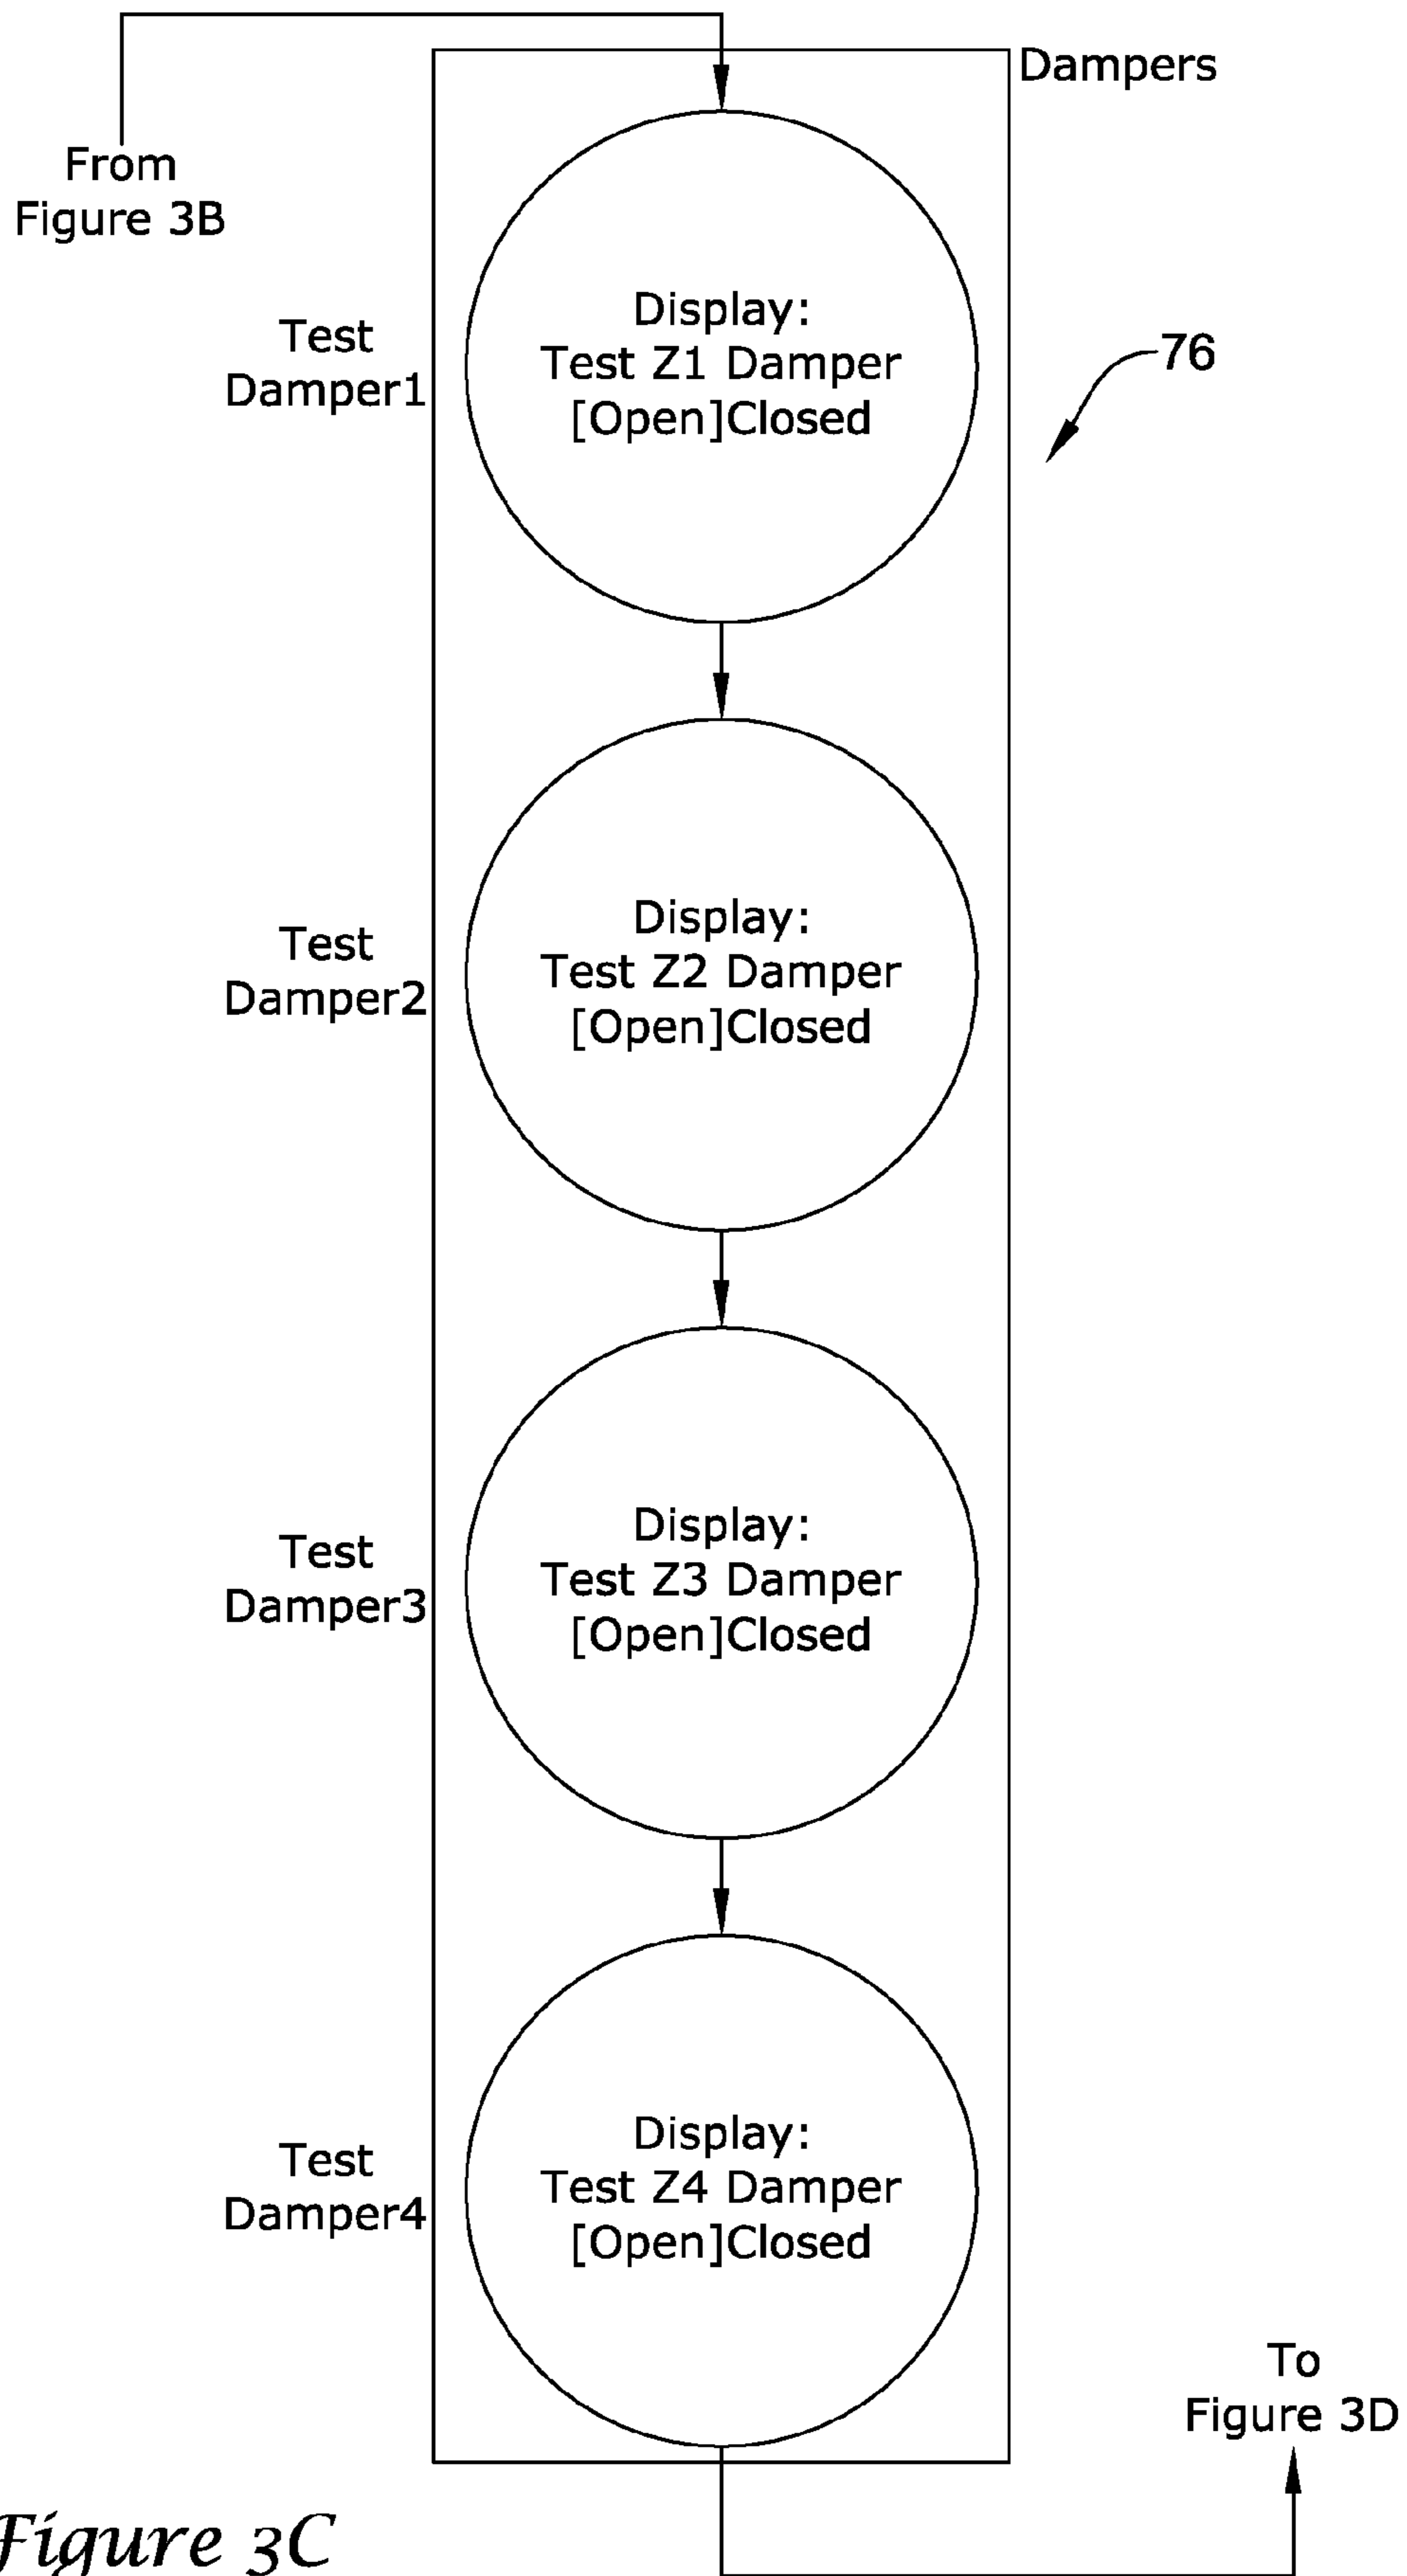 Dampers
From
Figure 3B
Test
Damper1
Display:
Test Z1 Damper
[Open]Closed
76
Test
Damper2
Display:
Test Z2 Damper
[Open]Closed
Test
Damper3
Display:
Test Z3 Damper
[Open]Closed
Test
Damper4
Display:
Test Z4 Damper
[Open]Closed
To
Figure 3D
Figure 3C